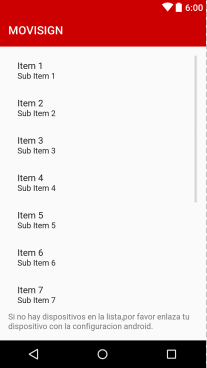 6:00
MOVISIGN
Item 1
Sub Item 1
Item 2
Sub Item 2
Item 3
Sub Item 3
Item 4
Sub Item 4
Item 5
Sub Item 5
Item 6
Sub Item 6
Item 7
Sub Item 7
Si no hay dispositivos en la lista,por favor enlaza tu
dispositivo con la configuracion android.